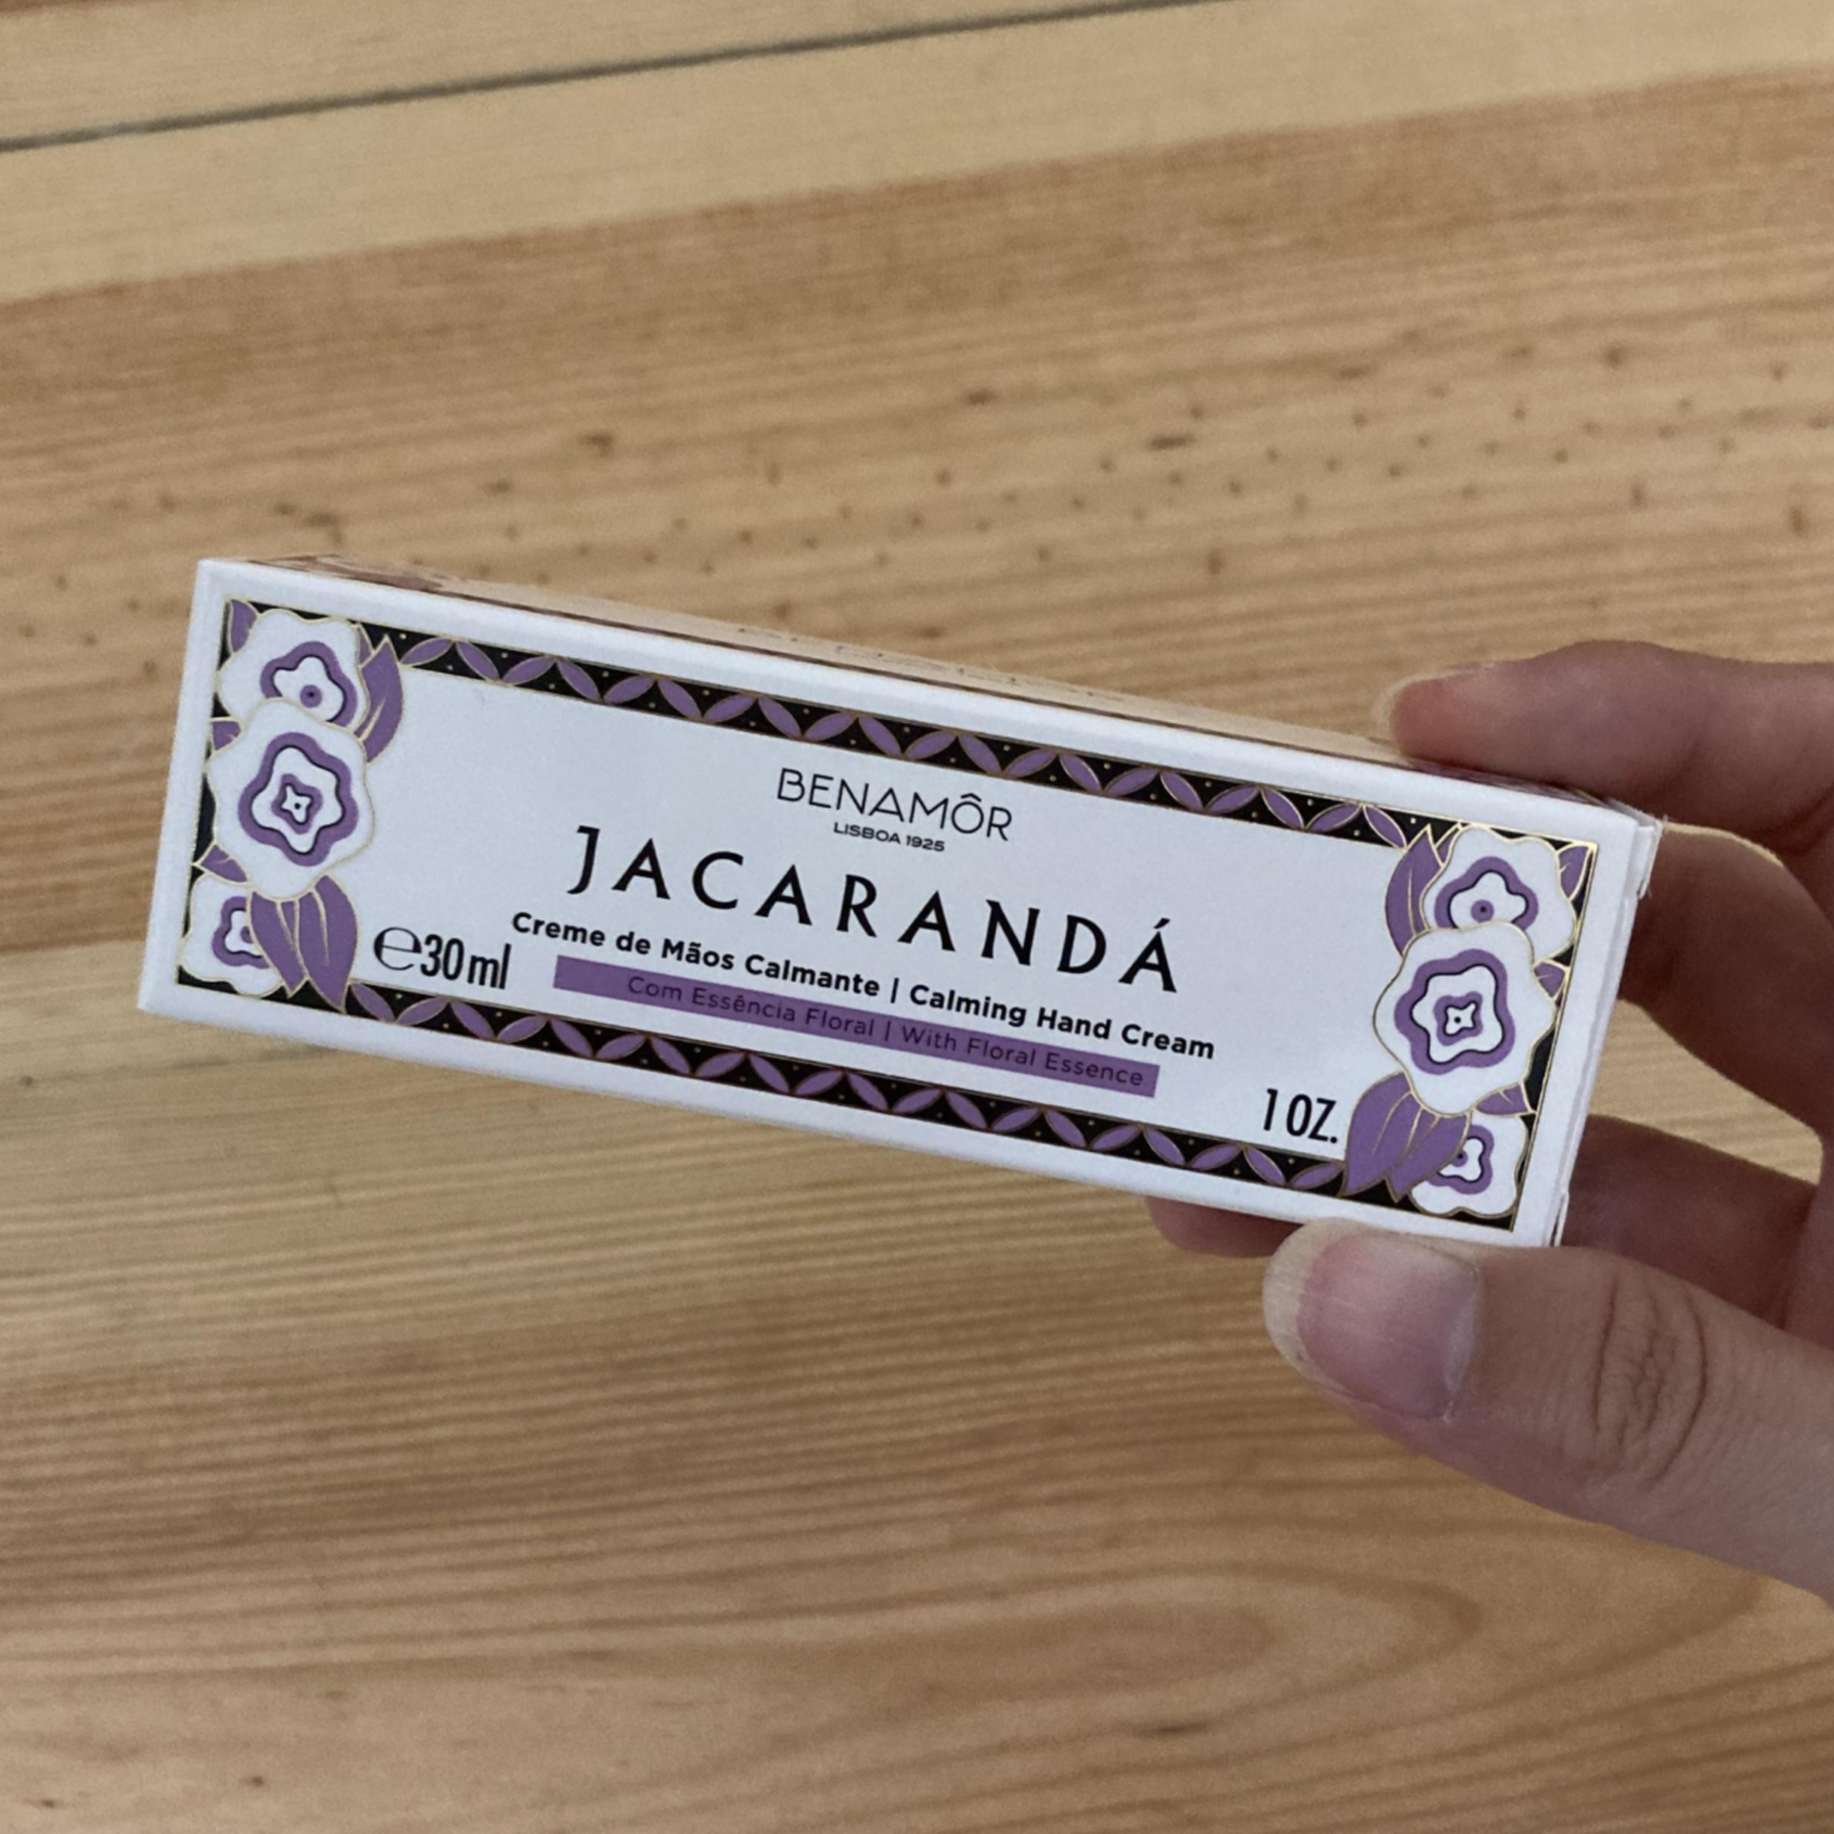 BENAMÔR
LISBOA 1925
JACARANDÁ
Creme de Mãos Calmante | Calming Hand Cream
Com Essência Floral | With Floral Essence
℮30ml
1 OZ.